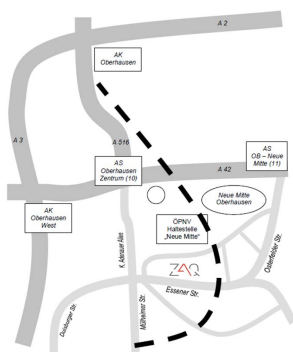 A 2
AK
Oberhausen
A 3
A 516
AS
Oberhausen
Zentrum (10)
A 42
AS
OB – Neue
Mitte (11)
AK
Oberhausen
West
Neue Mitte
Oberhausen
ÖPNV
Haltestelle
„Neue Mitte“
K. Adenauer Allee
Osterfelder Str.
ZAQ
Essener Str.
Duisburger Str.
Mülheimer Str.